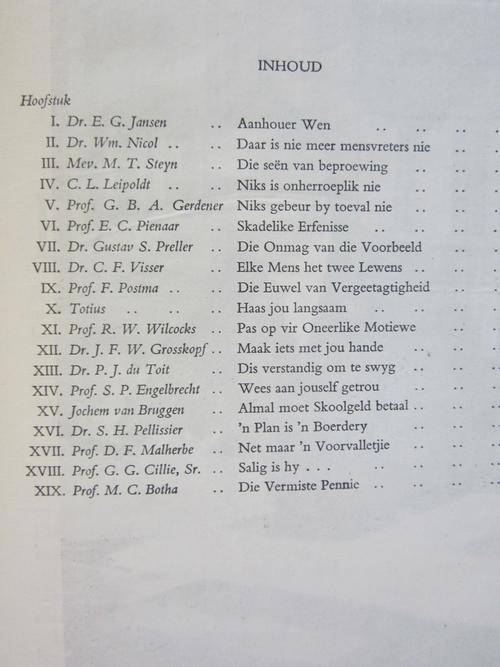 INHOUD
Hoofstuk
I. Dr. E. G. Jansen .. Aanhouer Wen .. .. ..
II. Dr. Wm. Nicol .. .. Daar is nie meer mensvreters nie ..
III. Mev. M. T. Steyn .. Die seën van beproewing .. .. ..
IV. C. L. Leipoldt .. .. Niks is onherroeplik nie .. .. ..
V. Prof. G. B. A. Gerdener Niks gebeur by toeval nie .. .. ..
VI. Prof. E. C. Pienaar .. Skadelike Erfenisse .. .. ..
VII. Dr. Gustav S. Preller .. Die Onmag van die Voorbeeld .. ..
VIII. Dr. C. F. Visser .. Elke Mens het twee Lewens .. .. ..
IX. Prof. F. Postma .. .. Die Euwel van Vergeetagtigheid .. ..
X. Totius .. .. .. Haas jou langsaam .. .. ..
XI. Prof. R. W. Wilcocks .. Pas op vir Oneerlike Motiewe .. ..
XII. Dr. J. F. W. Grosskopf .. Maak iets met jou hande .. .. ..
XIII. Dr. P. J. du Toit .. Dis verstandig om te swyg .. .. ..
XIV. Prof. S. P. Engelbrecht .. Wees aan jouself getrou .. .. ..
XV. Jochem van Bruggen .. Almal moet Skoolgeld betaal .. .. ..
XVI. Dr. S. H. Pellissier .. 'n Plan is 'n Boerdery .. .. ..
XVII. Prof. D. F. Malherbe .. Net maar 'n Voorvalletjie .. .. ..
XVIII. Prof. G. G. Cillie, Sr. .. Salig is hy . . . .. .. ..
XIX. Prof. M. C. Botha .. Die Vermiste Pennie .. .. ..